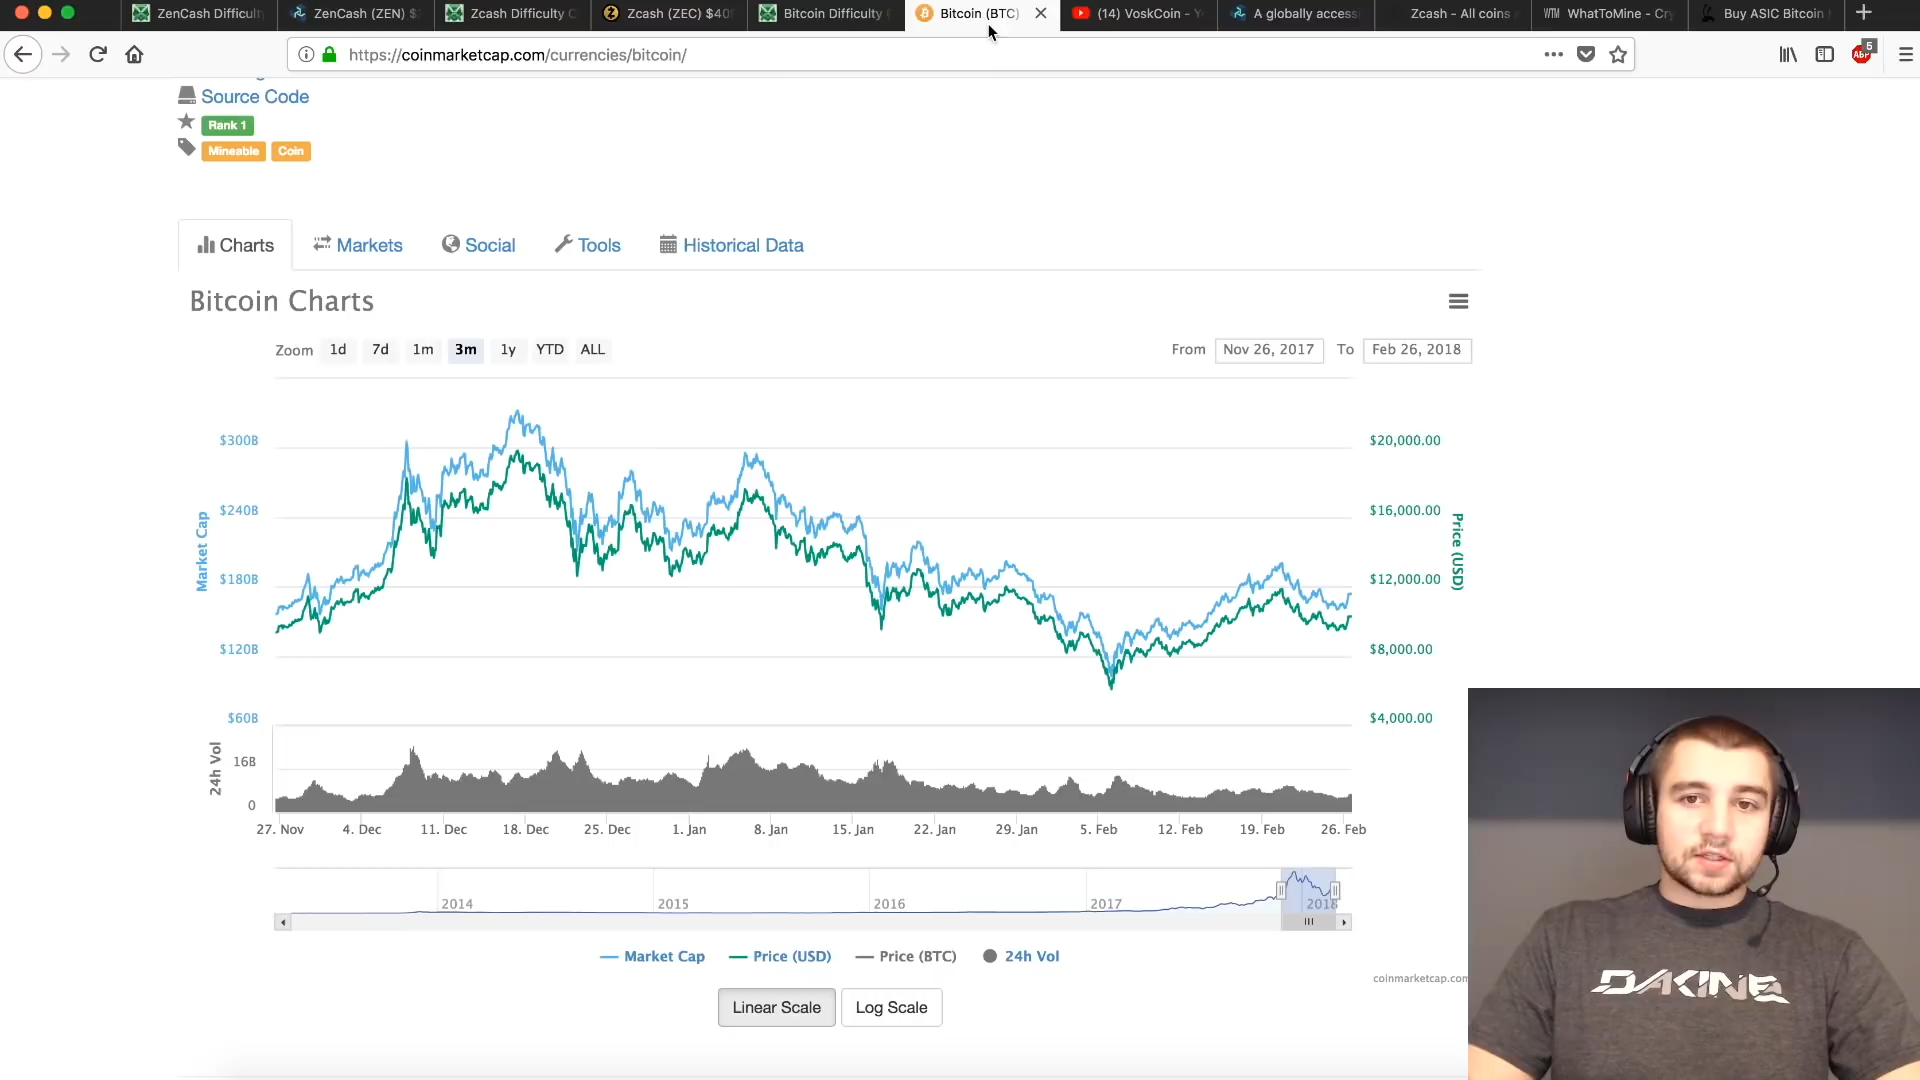 ZenCash Difficult
ZenCash (ZEN) $
Zcash Difficulty C
Zcash (ZEC) $40
Bitcoin Difficulty
Bitcoin (BTC)
(14) VoskCoin - Y
A globally access
Zcash - All coins
WTM WhatToMine - Cry
Buy ASIC Bitcoin
https://coinmarketcap.com/currencies/bitcoin/
ABP
5
Source Code
Rank 1
Mineable
Coin
Charts
Markets
Social
Tools
Historical Data
Bitcoin Charts
Zoom
1d
7d
1m
3m
1y
YTD
ALL
From
Nov 26, 2017
To
Feb 26, 2018
$300B
$240B
$180B
$120B
$60B
Market Cap
$20,000.00
$16,000.00
$12,000.00
$8,000.00
$4,000.00
Price (USD)
24h Vol
16B
0
27. Nov
4. Dec
11. Dec
18. Dec
25. Dec
1. Jan
8. Jan
15. Jan
22. Jan
29. Jan
5. Feb
12. Feb
19. Feb
26. Feb
2014
2015
2016
2017
2018
Market Cap
Price (USD)
Price (BTC)
24h Vol
coinmarketcap.com
Linear Scale
Log Scale
DAKINE